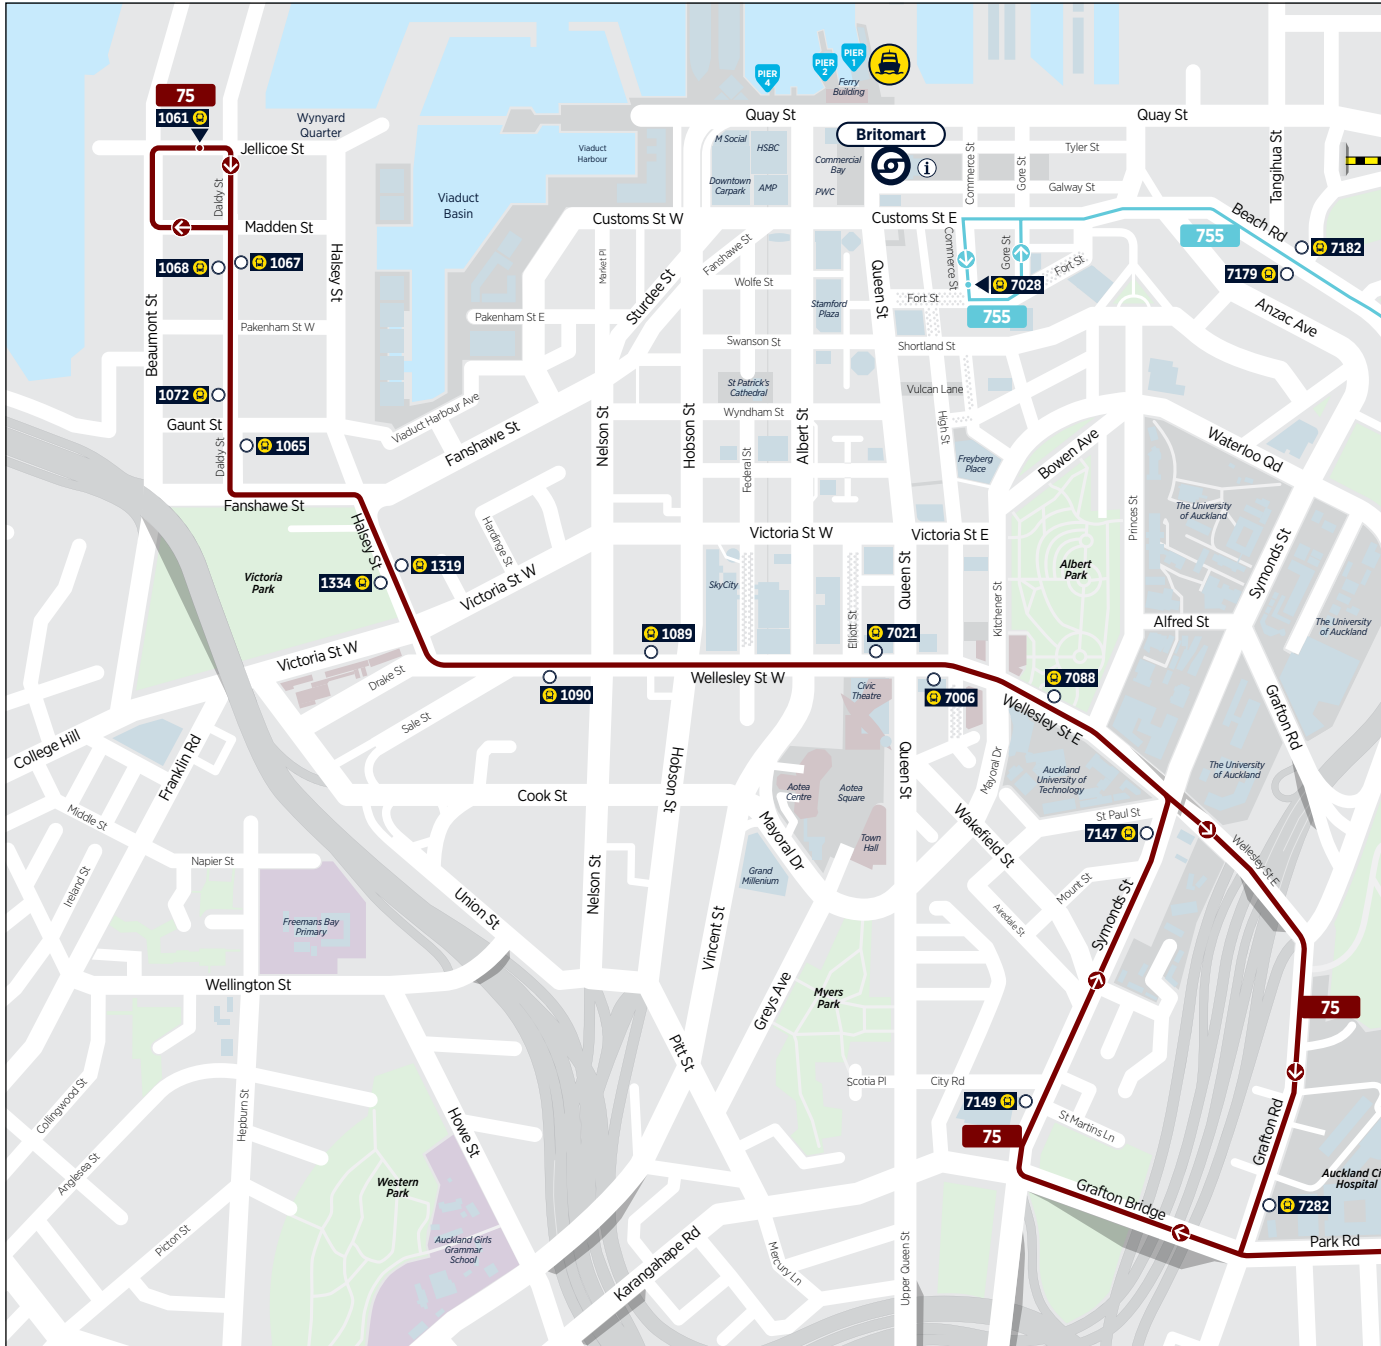 PIER
4
PIER
2
PIER
1
Ferry
Building
75
1061
Wynyard
Quarter
Quay St
Quay St
Britomart
i
Jellicoe St
Viaduct
Harbour
M Social
HSBC
Commercial
Bay
Downtown
Carpark
AMP
PWC
Commerce St
Gore St
Tyler St
Galway St
Tangihua St
Daldy St
Viaduct
Basin
Madden St
Customs St W
Customs St E
Beach Rd
755
7182
7179
Halsey St
1068
1067
Market Pl
Fanshawe St
Sturdee St
Wolfe St
Queen St
Commerce St
Gore St
Fort St
7028
Fort St
755
Stamford
Plaza
Anzac Ave
Beaumont St
Pakenham St W
Pakenham St E
Swanson St
Shortland St
1072
St Patrick's
Cathedral
Vulcan Lane
Gaunt St
Viaduct Harbour Ave
Fanshawe St
Nelson St
Hobson St
Wyndham St
Albert St
High St
Daldy St
1065
Federal St
Freyberg
Place
Bowen Ave
Waterloo Qd
Fanshawe St
Halsey St
Hardinge St
Victoria St W
Victoria St E
Princes St
The University
of Auckland
Symonds St
1319
1334
Victoria
Park
Victoria St W
SkyCity
Queen St
Kitchener St
Albert
Park
Elliott St
1089
7021
Alfred St
The University
of Auckland
Victoria St W
Drake St
1090
Wellesley St W
Civic
Theatre
7006
7088
Wellesley St E
Grafton Rd
Sale St
College Hill
Franklin Rd
Hobson St
Queen St
Mayoral Dr
Auckland
University of
Technology
The University
of Auckland
Cook St
Aotea
Centre
Aotea
Square
Middle St
Mayoral Dr
Town
Hall
Wakefield St
St Paul St
7147
Wellesley St E
Napier St
Ireland St
Grand
Millenium
Mount St
Nelson St
Union St
Freemans Bay
Primary
Vincent St
Airedale St
Symonds St
Wellington St
Greys Ave
Myers
Park
75
Pitt St
Scotia Pl
City Rd
Collingwood St
Hepburn St
Howe St
7149
St Martins Ln
75
Grafton Rd
Anglesea St
Western
Park
Grafton Bridge
Auckland Ci
Hospital
7282
Picton St
Auckland Girls
Grammar
School
Karangahape Rd
Mercury Ln
Upper Queen St
Park Rd